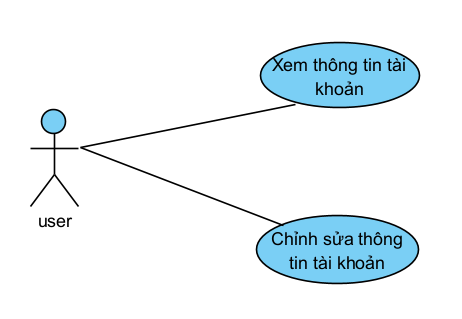 Xem thông tin tài
khoản
user
Chỉnh sửa thông
tin tài khoản